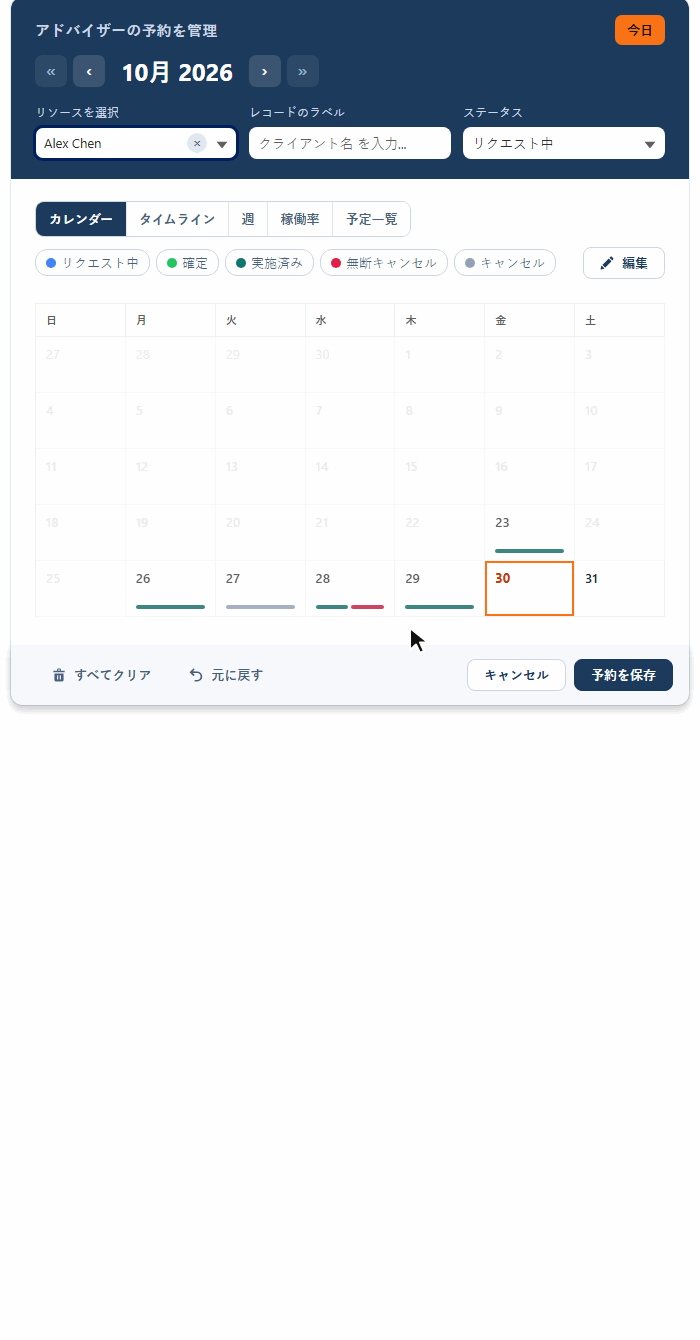 アドバイザーの予約を管理
今日
« ‹ 10月 2026 › »
リソースを選択 レコードのラベル ステータス
Alex Chen × クライアント名 を入力... リクエスト中
カレンダー タイムライン 週 稼働率 予定一覧
リクエスト中 確定 実施済み 無断キャンセル キャンセル 編集
日 月 火 水 木 金 土
27 28 29 30 1 2 3
4 5 6 7 8 9 10
11 12 13 14 15 16 17
18 19 20 21 22 23 24
25 26 27 28 29 30 31
すべてクリア 元に戻す キャンセル 予約を保存